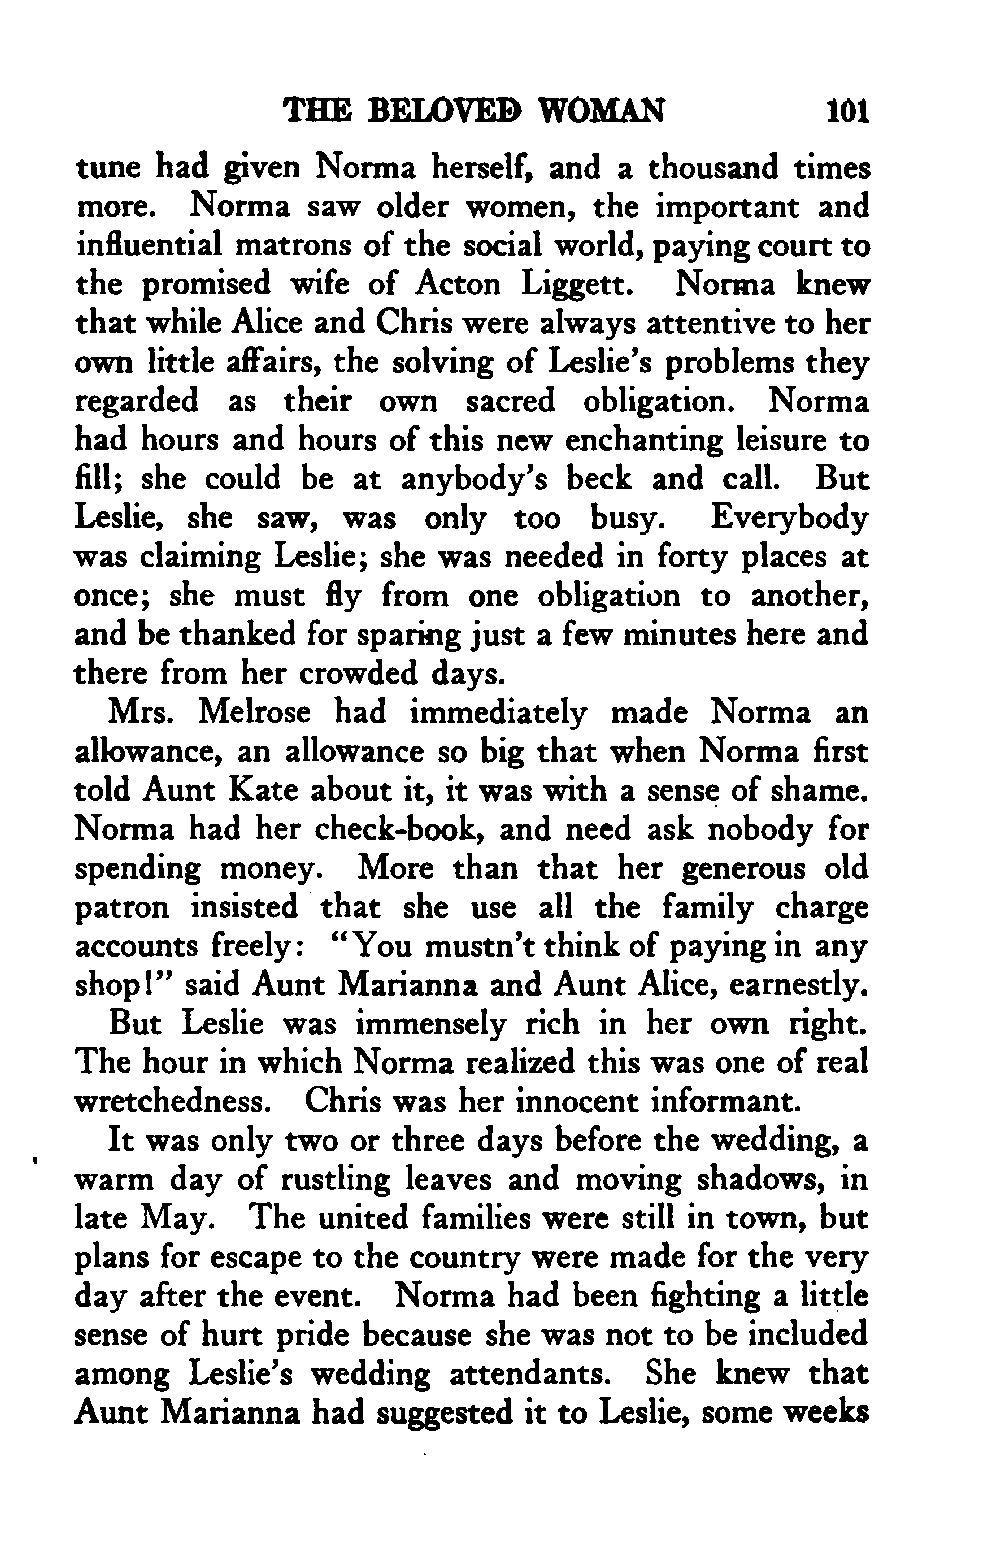 THE BELOVED WOMAN 101
tune had given Norma herself, and a thousand times
more. Norma saw older women, the important and
influential matrons of the social world, paying court to
the promised wife of Acton Liggett. Norma knew
that while Alice and Chris were always attentive to her
own little affairs, the solving of Leslie's problems they
regarded as their own sacred obligation. Norma
had hours and hours of this new enchanting leisure to
fill; she could be at anybody's beck and call. But
Leslie, she saw, was only too busy. Everybody
was claiming Leslie; she was needed in forty places at
once; she must fly from one obligation to another,
and be thanked for sparing just a few minutes here and
there from her crowded days.
Mrs. Melrose had immediately made Norma an
allowance, an allowance so big that when Norma first
told Aunt Kate about it, it was with a sense of shame.
Norma had her check-book, and need ask nobody for
spending money. More than that her generous old
patron insisted that she use all the family charge
accounts freely: "You mustn't think of paying in any
shop!" said Aunt Marianna and Aunt Alice, earnestly.
But Leslie was immensely rich in her own right.
The hour in which Norma realized this was one of real
wretchedness. Chris was her innocent informant.
It was only two or three days before the wedding, a
warm day of rustling leaves and moving shadows, in
late May. The united families were still in town, but
plans for escape to the country were made for the very
day after the event. Norma had been fighting a little
sense of hurt pride because she was not to be included
among Leslie's wedding attendants. She knew that
Aunt Marianna had suggested it to Leslie, some weeks